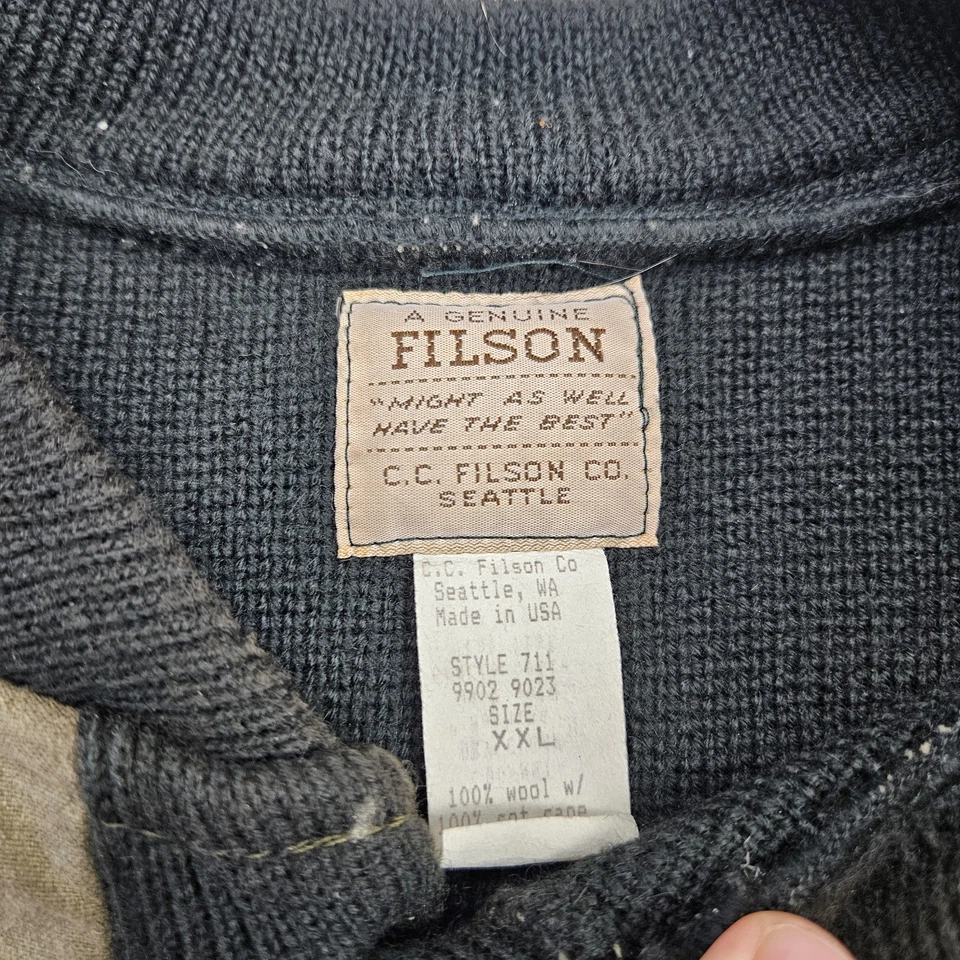 A GENUINE
FILSON
"MIGHT AS WELL
HAVE THE BEST"
C.C. FILSON CO.
SEATTLE
C.C. Filson Co
Seattle, WA
Made in USA
STYLE 711
9902 9023
SIZE
XXL
100% wool w/
100%